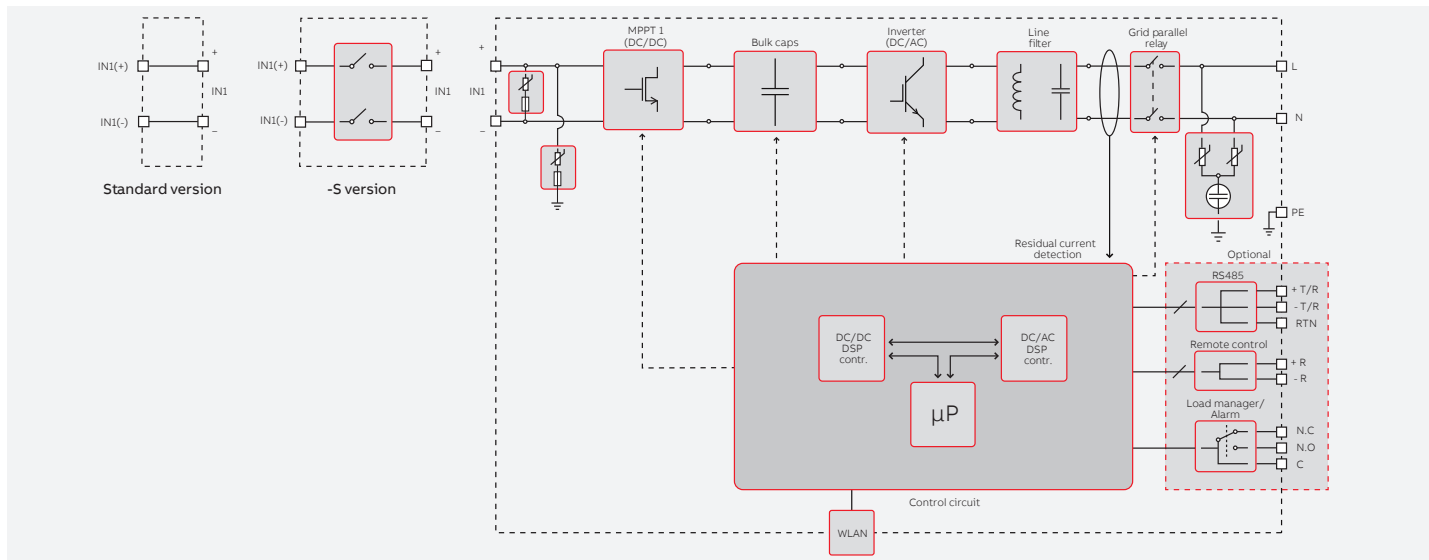 IN1(+)
+
IN1
IN1(-)
–
Standard version
IN1(+)
+
IN1
IN1(-)
–
-S version
+
IN1
–
MPPT 1
(DC/DC)
Bulk caps
Inverter
(DC/AC)
Line
filter
Grid parallel
relay
L
N
PE
Residual current
detection
Optional
RS485
+ T/R
- T/R
RTN
Remote control
+ R
- R
Load manager/
Alarm
N.C
N.O
C
DC/DC
DSP
contr.
DC/AC
DSP
contr.
µP
Control circuit
WLAN